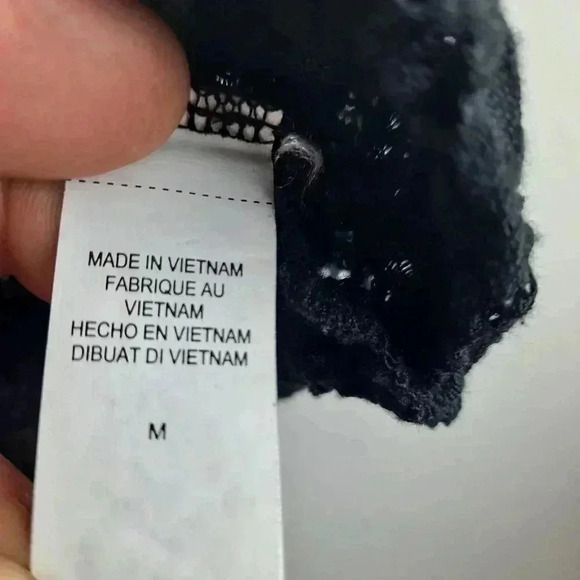 MADE IN VIETNAM
FABRIQUE AU
VIETNAM
HECHO EN VIETNAM
DIBUAT DI VIETNAM
M